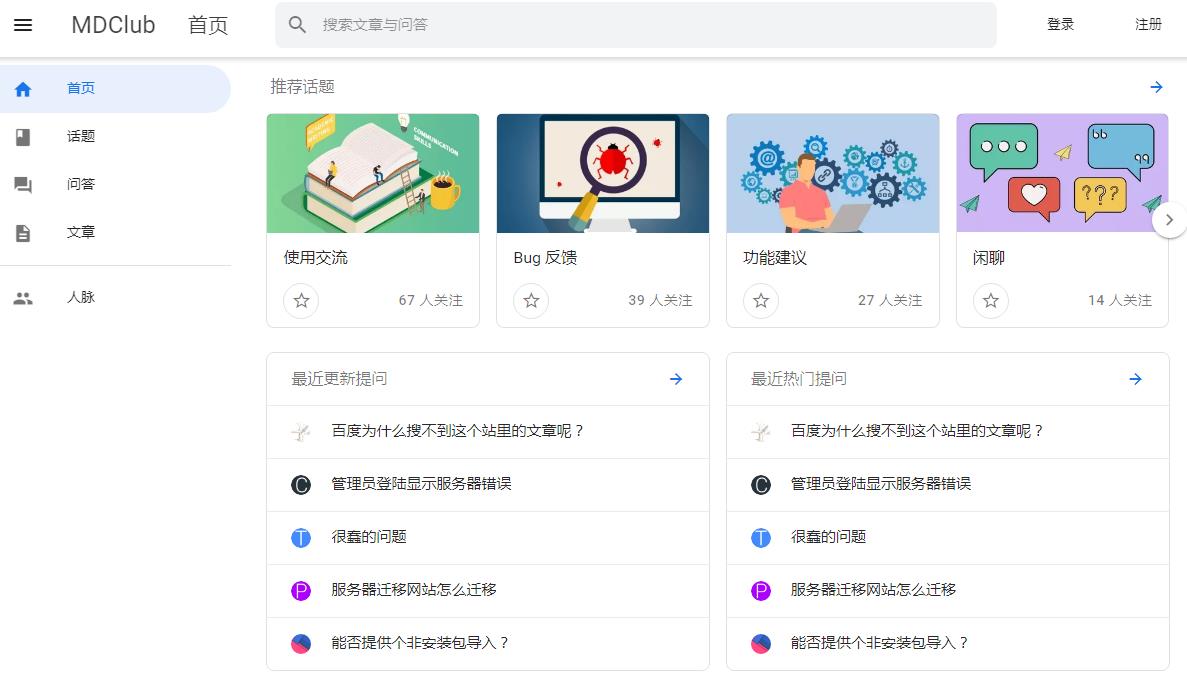 MDClub 首页 搜索文章与问答 登录 注册
首页
话题
问答
文章
人脉
推荐话题
ACADEMIC WRITING
COMMUNICATION SKILLS
使用交流
67 人关注
Bug 反馈
39 人关注
功能建议
27 人关注
???
闲聊
14 人关注
最近更新提问
百度为什么搜不到这个站里的文章呢？
C 管理员登陆显示服务器错误
T 很蠢的问题
P 服务器迁移网站怎么迁移
能否提供个非安装包导入？
最近热门提问
百度为什么搜不到这个站里的文章呢？
C 管理员登陆显示服务器错误
T 很蠢的问题
P 服务器迁移网站怎么迁移
能否提供个非安装包导入？